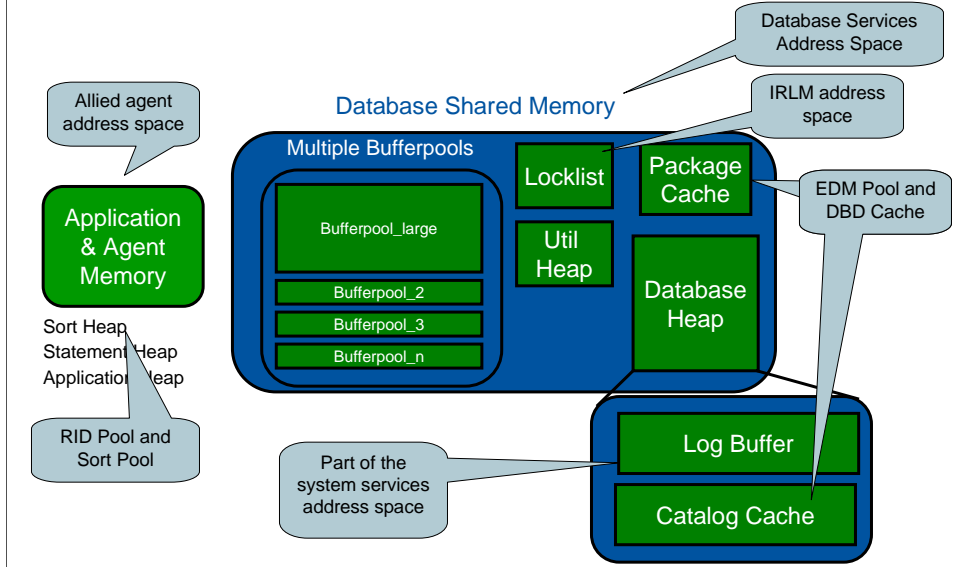 Database Services
Address Space
Allied agent
address space
Database Shared Memory
IRLM address
space
Multiple Bufferpools
Locklist
Package
Cache
EDM Pool and
DBD Cache
Application
& Agent
Memory
Bufferpool_large
Util
Heap
Database
Heap
Bufferpool_2
Bufferpool_3
Bufferpool_n
Sort Heap
Statement Heap
Application Heap
RID Pool and
Sort Pool
Part of the
system services
address space
Log Buffer
Catalog Cache